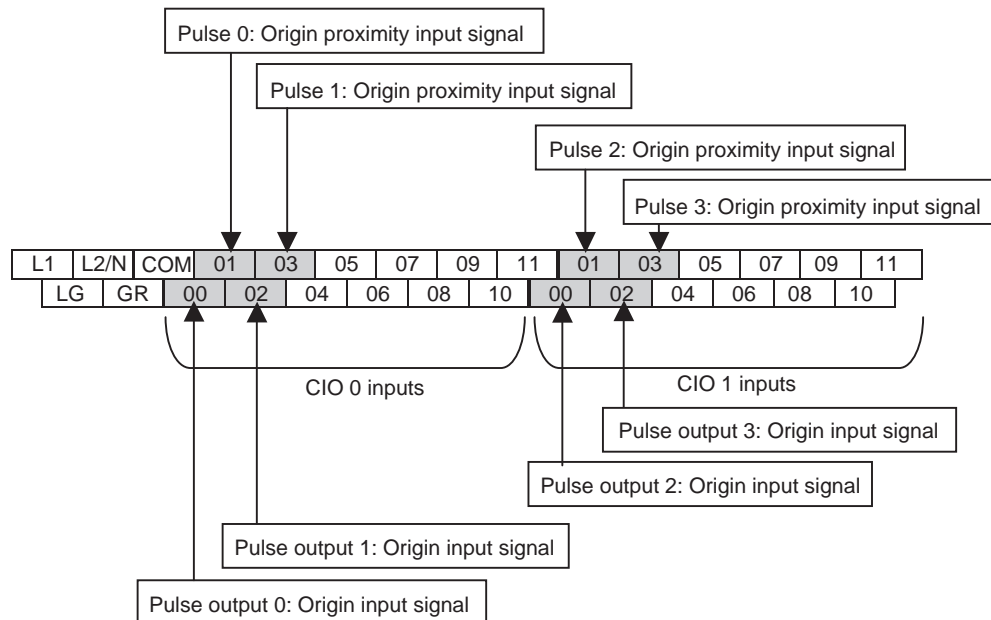 Pulse 0: Origin proximity input signal
Pulse 1: Origin proximity input signal
Pulse 2: Origin proximity input signal
Pulse 3: Origin proximity input signal
L1 L2/N COM 01 03 05 07 09 11 01 03 05 07 09 11
LG GR 00 02 04 06 08 10 00 02 04 06 08 10
CIO 0 inputs CIO 1 inputs
Pulse output 3: Origin input signal
Pulse output 2: Origin input signal
Pulse output 1: Origin input signal
Pulse output 0: Origin input signal